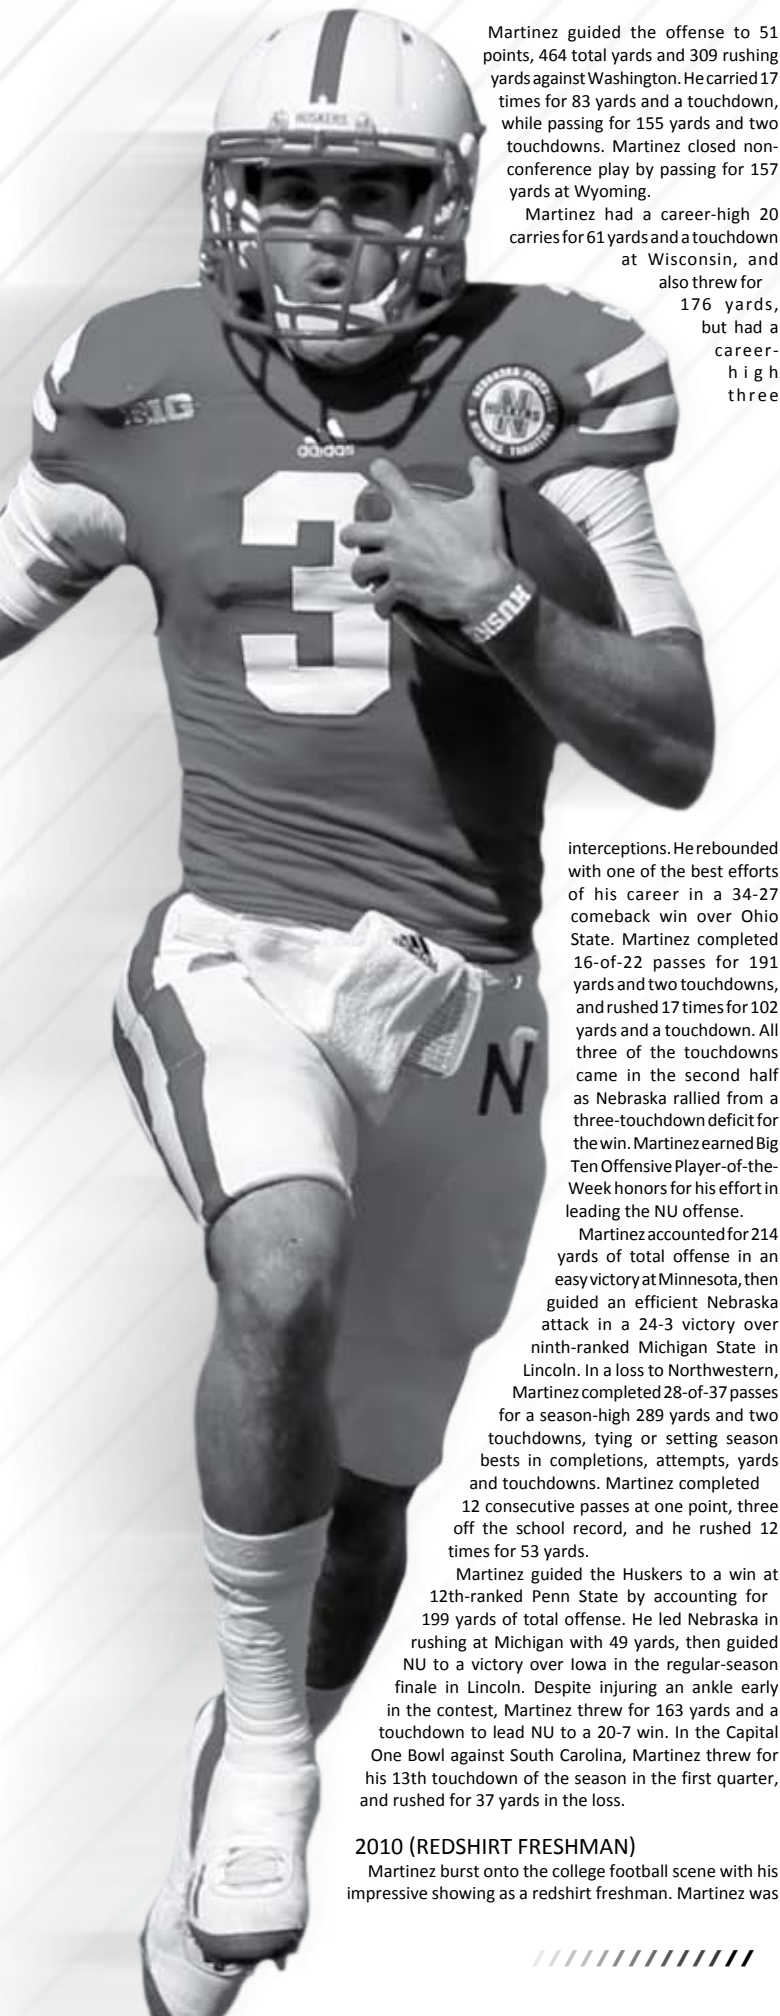 Martinez guided the offense to 51
points, 464 total yards and 309 rushing
yards against Washington. He carried 17
times for 83 yards and a touchdown,
while passing for 155 yards and two
touchdowns. Martinez closed non-
conference play by passing for 157
yards at Wyoming.
Martinez had a career-high 20
carries for 61 yards and a touchdown
at Wisconsin, and
also threw for
176 yards,
but had a
career-
high
three
HUSKERS
B1G
adidas
NEBRASKA FOOTBALL
N
HUSKERS
A WINNING TRADITION
3
HUSK
N
interceptions. He rebounded
with one of the best efforts
of his career in a 34-27
comeback win over Ohio
State. Martinez completed
16-of-22 passes for 191
yards and two touchdowns,
and rushed 17 times for 102
yards and a touchdown. All
three of the touchdowns
came in the second half
as Nebraska rallied from a
three-touchdown deficit for
the win. Martinez earned Big
Ten Offensive Player-of-the-
Week honors for his effort in
leading the NU offense.
Martinez accounted for 214
yards of total offense in an
easy victory at Minnesota, then
guided an efficient Nebraska
attack in a 24-3 victory over
ninth-ranked Michigan State in
Lincoln. In a loss to Northwestern,
Martinez completed 28-of-37 passes
for a season-high 289 yards and two
touchdowns, tying or setting season
bests in completions, attempts, yards
and touchdowns. Martinez completed
12 consecutive passes at one point, three
off the school record, and he rushed 12
times for 53 yards.
Martinez guided the Huskers to a win at
12th-ranked Penn State by accounting for
199 yards of total offense. He led Nebraska in
rushing at Michigan with 49 yards, then guided
NU to a victory over Iowa in the regular-season
finale in Lincoln. Despite injuring an ankle early
in the contest, Martinez threw for 163 yards and a
touchdown to lead NU to a 20-7 win. In the Capital
One Bowl against South Carolina, Martinez threw for
his 13th touchdown of the season in the first quarter,
and rushed for 37 yards in the loss.
2010 (REDSHIRT FRESHMAN)
Martinez burst onto the college football scene with his
impressive showing as a redshirt freshman. Martinez was